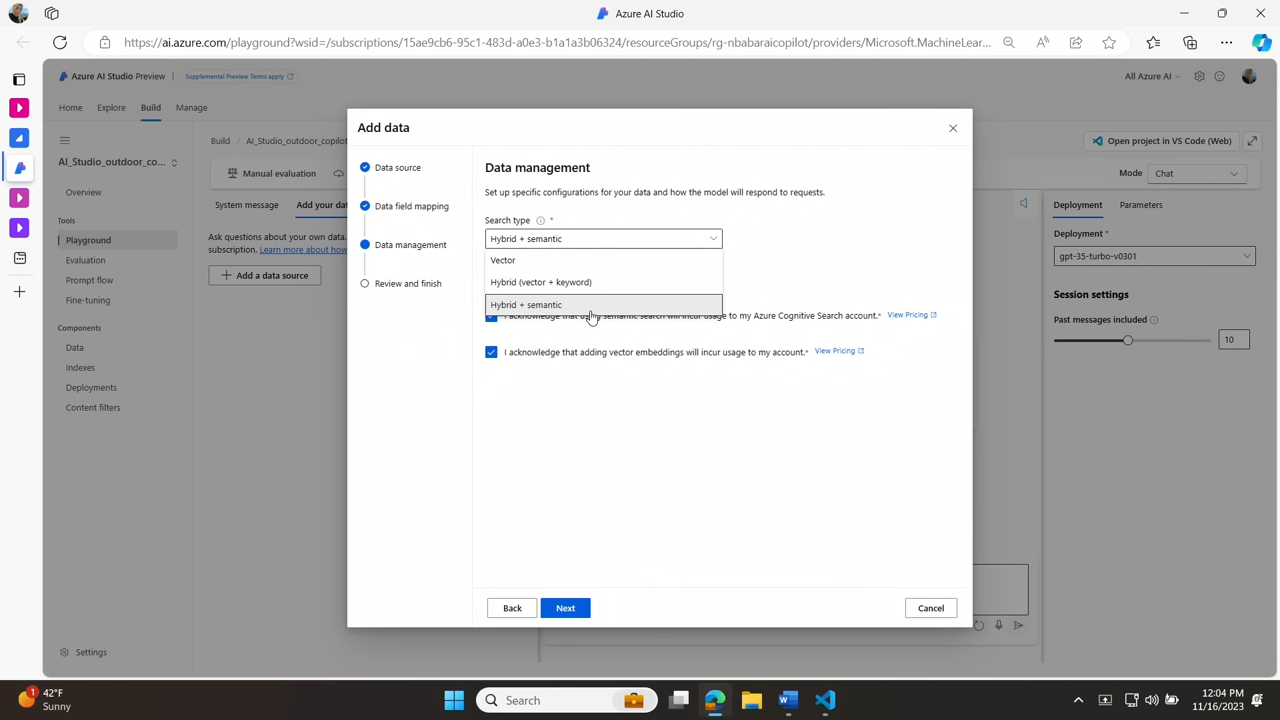 Azure AI Studio
https://ai.azure.com/playground?wsid=/subscriptions/15ae9cb6-95c1-483d-a0e3-b1a1a3b06324/resourceGroups/rg-nbabaraicopilot/providers/Microsoft.MachineLear...
Azure AI Studio Preview
Supplemental Preview Terms apply
All Azure AI
Home
Explore
Build
Manage
AI_Studio_outdoor_co...
Overview
Tools
Playground
Evaluation
Prompt flow
Fine-tuning
Components
Data
Indexes
Deployments
Content filters
Settings
Build / AI_Studio_outdoor_copilot
Open project in VS Code (Web)
Manual evaluation
Mode
Chat
System message
Add your dat
Ask questions about your own data.
subscription. Learn more about how
+ Add a data source
Add data
Data source
Data field mapping
Data management
Review and finish
Data management
Set up specific configurations for your data and how the model will respond to requests.
Search type *
Hybrid + semantic
Vector
Hybrid (vector + keyword)
Hybrid + semantic
I acknowledge that using semantic search will incur usage to my Azure Cognitive Search account.* View Pricing
I acknowledge that adding vector embeddings will incur usage to my account.* View Pricing
Back
Next
Cancel
Deployment
Parameters
Deployment *
gpt-35-turbo-v0301
Session settings
Past messages included
10
1
42°F
Sunny
Search
12:04 PM
11/16/2023